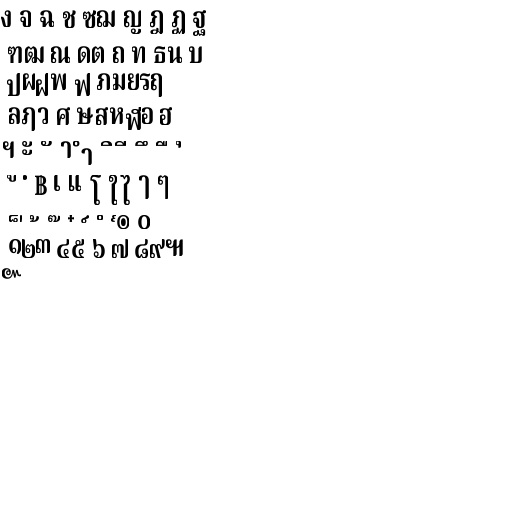 ง จ ฉ ช ซ ฌ ญ ฎ ฏ ฐ
ฑ ฒ ณ ด ต ถ ท ธ น บ
ป ผ ฝ พ ฟ ภ ม ย ร ฤ
ล ฦ ว ศ ษ ส ห ฬ อ ฮ
ฯ ะ ั า ำ ิ ี ึ ื ุ
ู ฺ ฿ เ แ โ ใ ไ ๅ ๆ
็ ่ ้ ๊ ๋ ์ ํ ๎ ๏ ๐
๑ ๒ ๓ ๔ ๕ ๖ ๗ ๘ ๙ ๚
๛